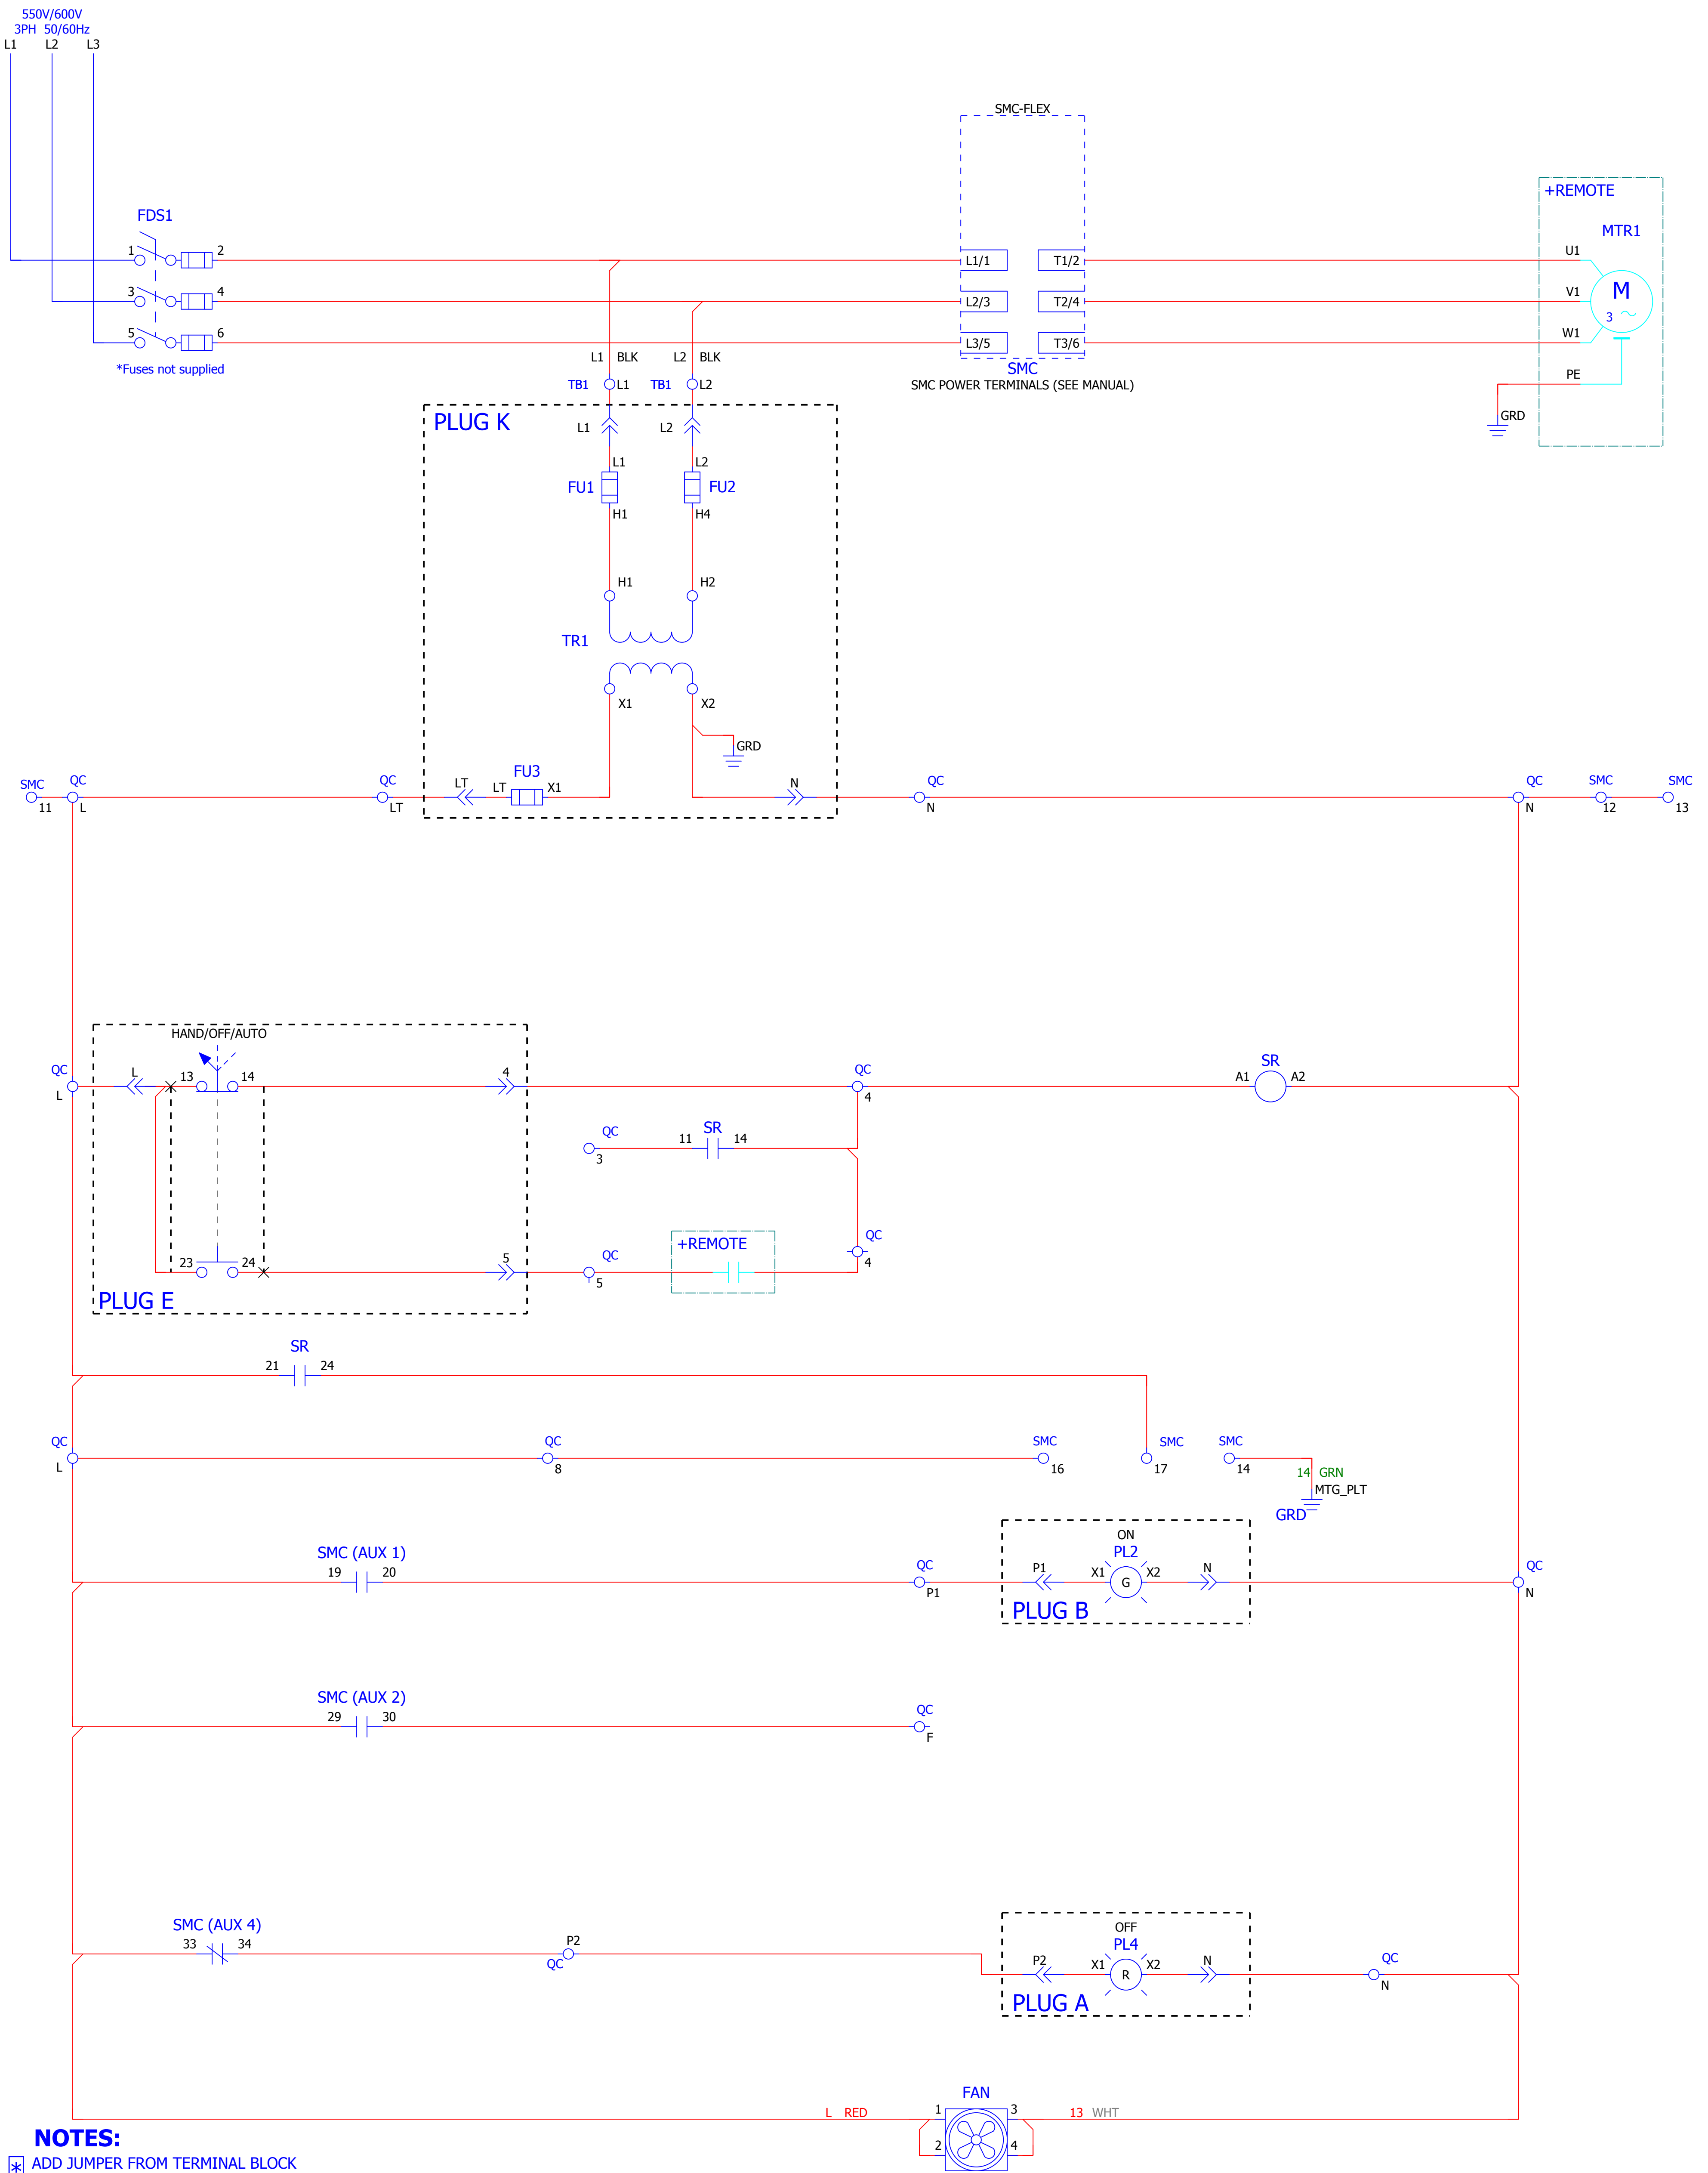 550V/600V
3PH 50/60Hz
L1 L2 L3
SMC-FLEX
+REMOTE
FDS1
MTR1
1 2 L1/1 T1/2 U1
3 4 L2/3 T2/4 V1 M
3
5 6 L3/5 T3/6 W1
*Fuses not supplied
L1 BLK L2 BLK
SMC
SMC POWER TERMINALS (SEE MANUAL)
PE
TB1 L1 TB1 L2
GRD
PLUG K
L1 L2
L1 L2
FU1 FU2
H1 H4
H1 H2
TR1
X1 X2
GRD
SMC QC QC LT LT FU3 X1 N QC QC SMC SMC
11 L LT N N 12 13
HAND/OFF/AUTO
QC L 13 14 4 QC A1 SR A2
L 4
QC 11 SR 14
3
+REMOTE QC
23 24 5 QC 4
5
PLUG E
SR
21 24
QC QC SMC SMC SMC
L 8 16 17 14
14 GRN
MTG_PLT
GRD
ON
SMC (AUX 1) PL2
19 20 QC P1 X1 G X2 N QC
P1 N
PLUG B
SMC (AUX 2)
29 30 QC
F
OFF
SMC (AUX 4) PL4
33 34 P2 P2 X1 R X2 N QC
QC N
PLUG A
FAN
L RED 1 3 13 WHT
2 4
NOTES:
* ADD JUMPER FROM TERMINAL BLOCK